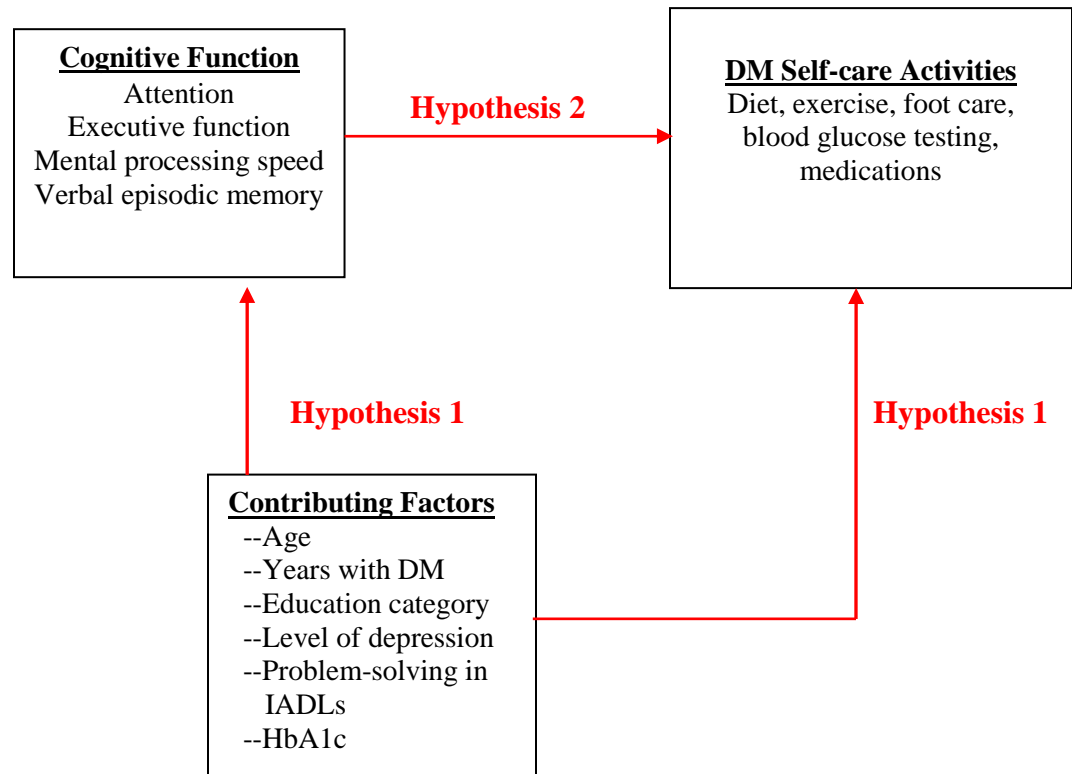 Cognitive Function
Attention
Executive function
Mental processing speed
Verbal episodic memory
Hypothesis 2
DM Self-care Activities
Diet, exercise, foot care,
blood glucose testing,
medications
Hypothesis 1
Hypothesis 1
Contributing Factors
--Age
--Years with DM
--Education category
--Level of depression
--Problem-solving in
IADLs
--HbA1c